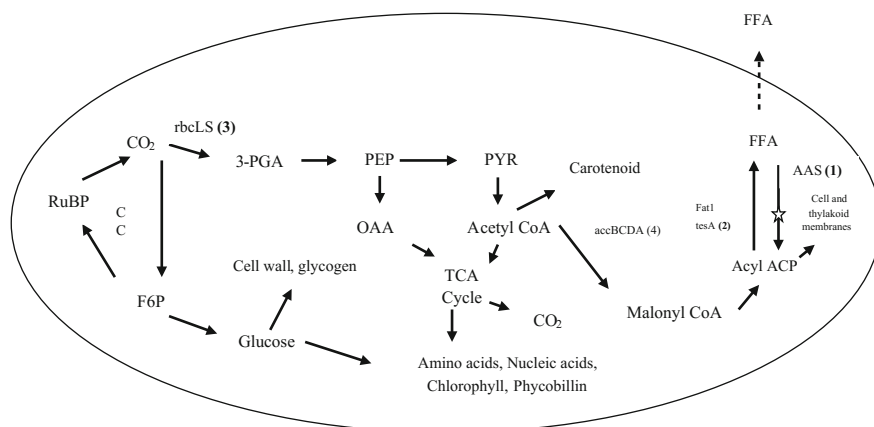 FFA
rbcLS (3)
CO2
3-PGA
PEP
PYR
FFA
Carotenoid
AAS (1)
RuBP
C
C
OAA
Acetyl CoA
accBCDA (4)
Fat1
tesA (2)
Cell and
thylakoid
membranes
Acyl ACP
Cell wall, glycogen
TCA
Cycle
F6P
CO2
Malonyl CoA
Glucose
Amino acids, Nucleic acids,
Chlorophyll, Phycobillin